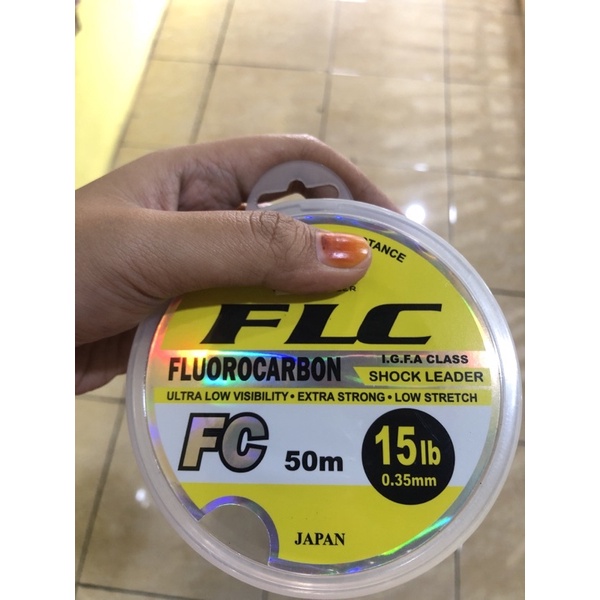 FLC
FLUOROCARBON
I.G.F.A CLASS
SHOCK LEADER
ULTRA LOW VISIBILITY • EXTRA STRONG • LOW STRETCH
FC 50m
15lb
0.35mm
JAPAN